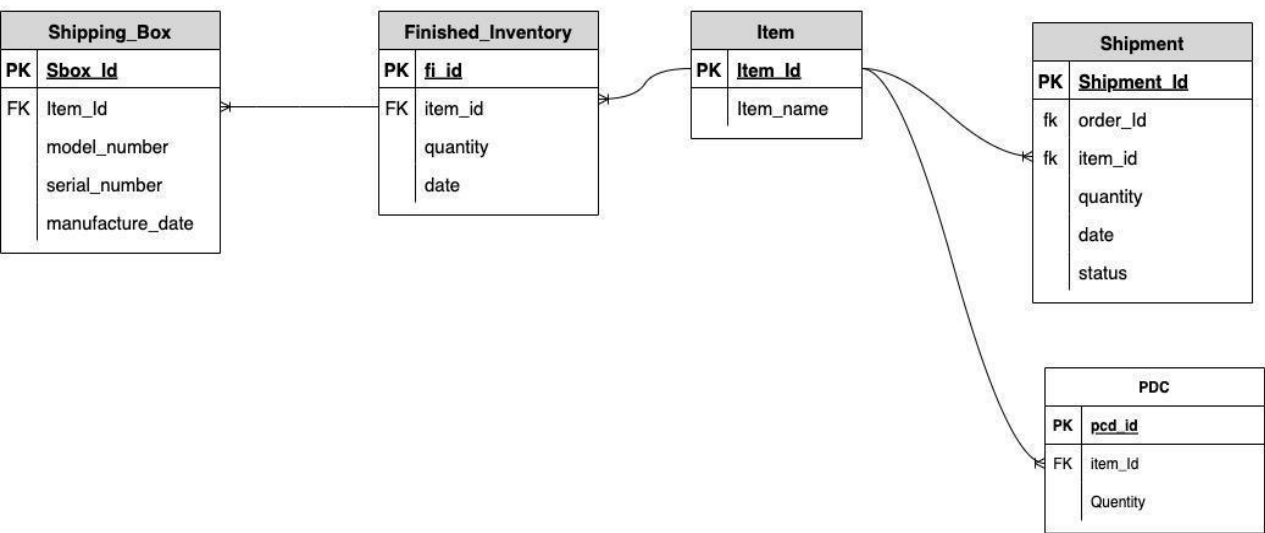 Shipping_Box
PK Sbox_Id
FK Item_Id
model_number
serial_number
manufacture_date
Finished_Inventory
PK fi_id
FK item_id
quantity
date
Item
PK Item_Id
Item_name
Shipment
PK Shipment_Id
fk order_Id
fk item_id
quantity
date
status
PDC
PK pcd_id
FK item_Id
Quentity